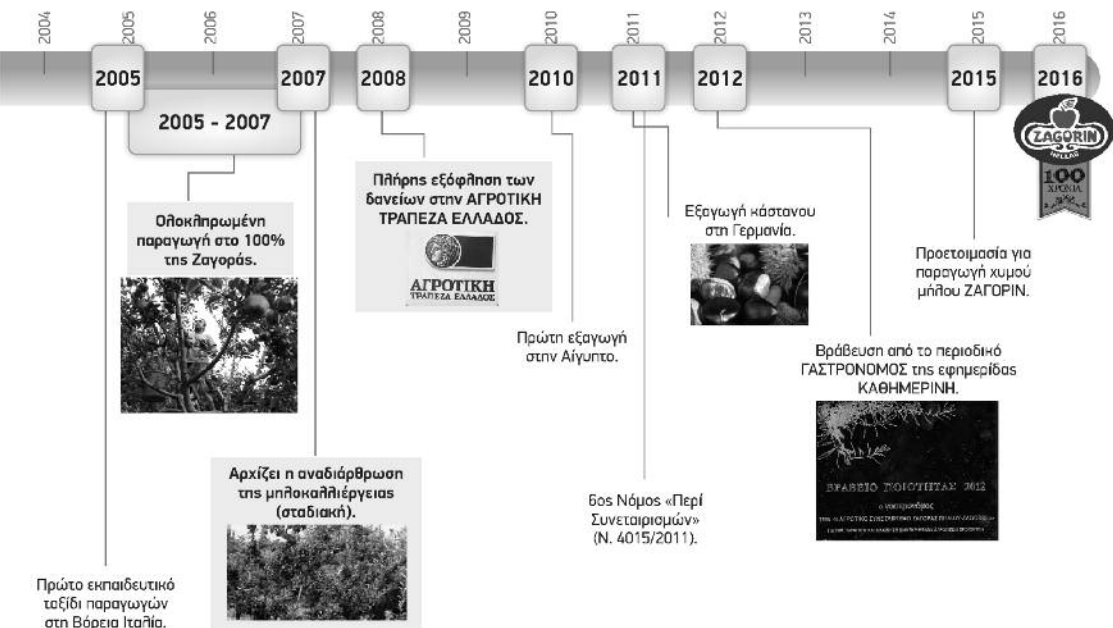 2004
2005
2006
2007
2008
2009
2010
2011
2012
2013
2014
2015
2016
2005
2007
2008
2010
2011
2012
2015
2016
2005 - 2007
ZAGORIN
HELLAS
100
ΧΡΟΝΙΑ
Ολοκληρωμένη
παραγωγή στο 100%
της Ζαγοράς.
Πλήρης εξόφληση των
δανείων στην ΑΓΡΟΤΙΚΗ
ΤΡΑΠΕΖΑ ΕΛΛΑΔΟΣ.
ΑΓΡΟΤΙΚΗ
ΤΡΑΠΕΖΑ ΕΛΛΑΔΟΣ
Εξαγωγή κάστανου
στη Γερμανία.
Προετοιμασία για
παραγωγή χυμού
μήλου ΖΑΓΟΡΙΝ.
Πρώτη εξαγωγή
στην Αίγυπτο.
Βράβευση από το περιοδικό
ΓΑΣΤΡΟΝΟΜΟΣ της εφημερίδας
ΚΑΘΗΜΕΡΙΝΗ.
ΒΡΑΒΕΙΟ ΠΟΙΟΤΗΤΑΣ 2012
ο γαστρονόμος
Αρχίζει η αναδιάρθρωση
της μηλοκαλλιέργειας
(σταδιακή).
6ος Νόμος «Περί
Συνεταιρισμών»
(Ν. 4015/2011).
Πρώτο εκπαιδευτικό
ταξίδι παραγωγών
στη Βόρεια Ιταλία.